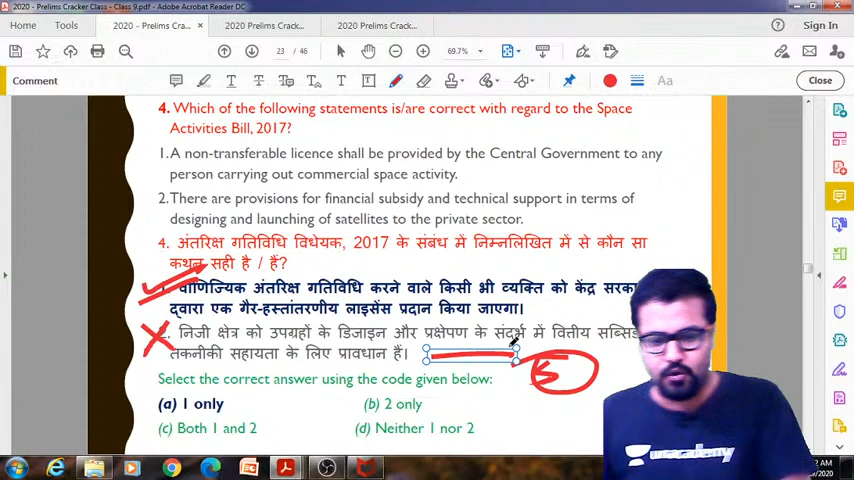 2020 - Prelims Cracker Class - Class 9.pdf - Adobe Acrobat Reader DC
Home Tools 2020 - Prelims Cra... 2020 - Prelims Crack... 2020 - Prelims Crack... Sign In
23 / 46 69.7%
Comment Aa Close
4. Which of the following statements is/are correct with regard to the Space
Activities Bill, 2017?
1. A non-transferable licence shall be provided by the Central Government to any
person carrying out commercial space activity.
2. There are provisions for financial subsidy and technical support in terms of
designing and launching of satellites to the private sector.
4. अंतरिक्ष गतिविधि विधेयक, 2017 के संबंध में निम्नलिखित में से कौन सा
कथन सही है / हैं?
वाणिज्यिक अंतरिक्ष गतिविधि करने वाले किसी भी व्यक्ति को केंद्र
द्वारा एक गैर-हस्तांतरणीय लाइसेंस प्रदान किया जाएगा।
निजी क्षेत्र को उपग्रहों के डिजाइन और प्रक्षेपण के संदर्भ में वित्तीय
तकनीकी सहायता के लिए प्रावधान हैं।
5
Select the correct answer using the code given below:
(a) 1 only (b) 2 only
(c) Both 1 and 2 (d) Neither 1 nor 2